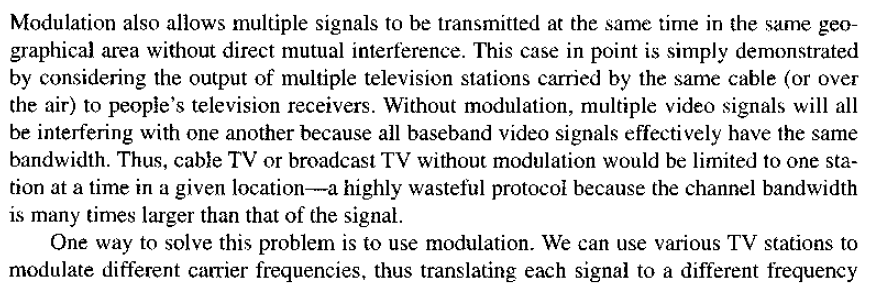 Modulation also allows multiple signals to be transmitted at the same time in the same geo-
graphical area without direct mutual interference. This case in point is simply demonstrated
by considering the output of multiple television stations carried by the same cable (or over
the air) to people's television receivers. Without modulation, multiple video signals will all
be interfering with one another because all baseband video signals effectively have the same
bandwidth. Thus, cable TV or broadcast TV without modulation would be limited to one sta-
tion at a time in a given location—a highly wasteful protocol because the channel bandwidth
is many times larger than that of the signal.
One way to solve this problem is to use modulation. We can use various TV stations to
modulate different carrier frequencies, thus translating each signal to a different frequency